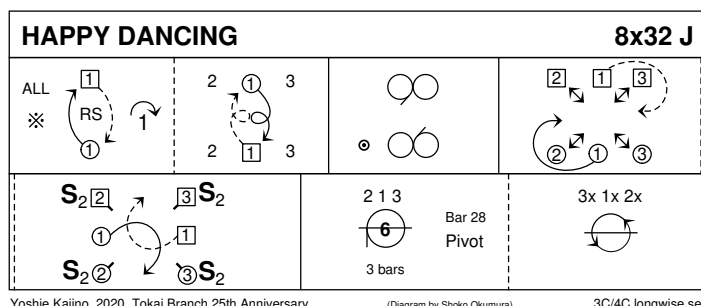 HAPPY DANCING 8x32 J
ALL
※
1
RS
1
1
2 1 3
2 1 3
2 1 3
2 1 3
S2 2 3 S2
1 1
S2 2 3 S2
2 1 3
6
3 bars
Bar 28
Pivot
3x 1x 2x
Yoshie Kajino, 2020, Tokai Branch 25th Anniversary (Diagram by Shoko Okumura) 3C/4C longwise set